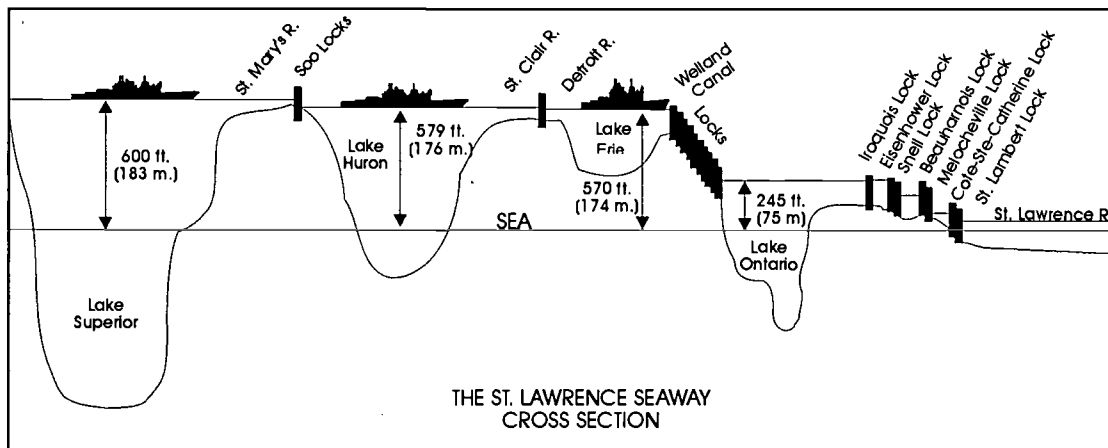 St. Mary's R.
Soo Locks
St. Clair R.
Detroit R.
Welland
Canal
Locks
Iroquois Lock
Eisenhower Lock
Snell Lock
Beauharnois Lock
Melocheville Lock
Cote-Ste-Catherine Lock
St. Lambert Lock
600 ft.
(183 m.)
Lake
Huron
579 ft.
(176 m.)
Lake
Erie
570 ft.
(174 m.)
245 ft.
(75 m)
St. Lawrence R
SEA
Lake
Ontario
Lake
Superior
THE ST. LAWRENCE SEAWAY
CROSS SECTION